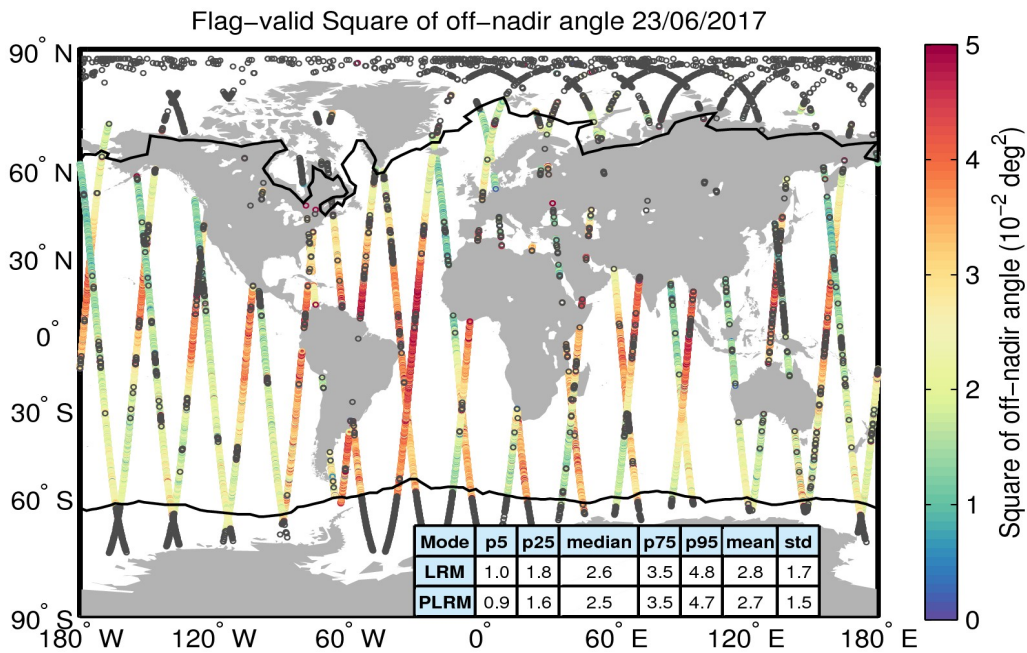 Flag−valid Square of off−nadir angle 23/06/2017
90° N
60° N
30° N
0°
30° S
60° S
90° S
180° W
120° W
60° W
0°
60° E
120° E
180° E
Mode p5 p25 median p75 p95 mean std
LRM 1.0 1.8 2.6 3.5 4.8 2.8 1.7
PLRM 0.9 1.6 2.5 3.5 4.7 2.7 1.5
5
4
3
2
1
0
Square of off−nadir angle (10⁻² deg²)